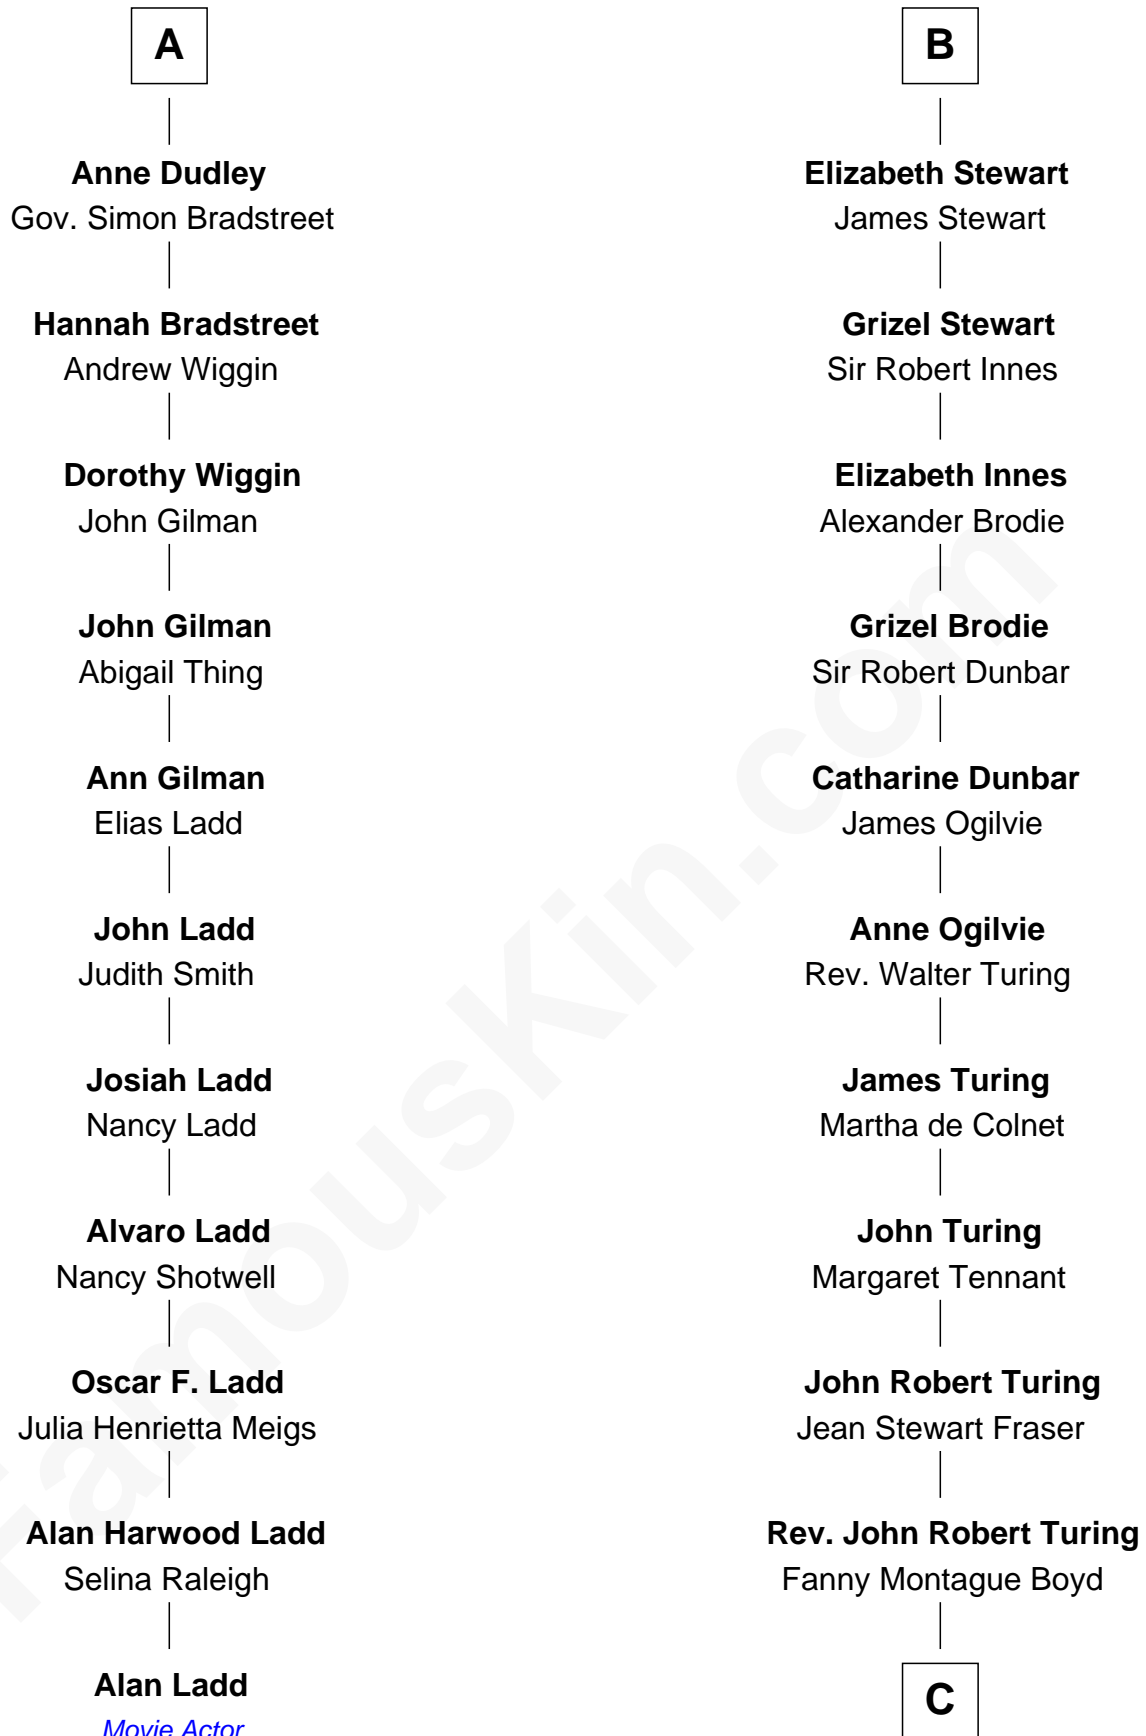 A
Anne Dudley
Gov. Simon Bradstreet
Hannah Bradstreet
Andrew Wiggin
Dorothy Wiggin
John Gilman
John Gilman
Abigail Thing
Ann Gilman
Elias Ladd
John Ladd
Judith Smith
Josiah Ladd
Nancy Ladd
Alvaro Ladd
Nancy Shotwell
Oscar F. Ladd
Julia Henrietta Meigs
Alan Harwood Ladd
Selina Raleigh
Alan Ladd
Movie Actor
B
Elizabeth Stewart
James Stewart
Grizel Stewart
Sir Robert Innes
Elizabeth Innes
Alexander Brodie
Grizel Brodie
Sir Robert Dunbar
Catharine Dunbar
James Ogilvie
Anne Ogilvie
Rev. Walter Turing
James Turing
Martha de Colnet
John Turing
Margaret Tennant
John Robert Turing
Jean Stewart Fraser
Rev. John Robert Turing
Fanny Montague Boyd
C
FamousKin.com